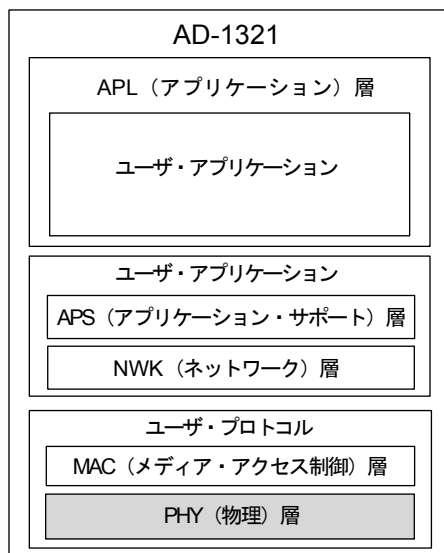 AD-1321
APL（アプリケーション）層
ユーザ・アプリケーション
ユーザ・アプリケーション
APS（アプリケーション・サポート）層
NWK（ネットワーク）層
ユーザ・プロトコル
MAC（メディア・アクセス制御）層
PHY（物理）層